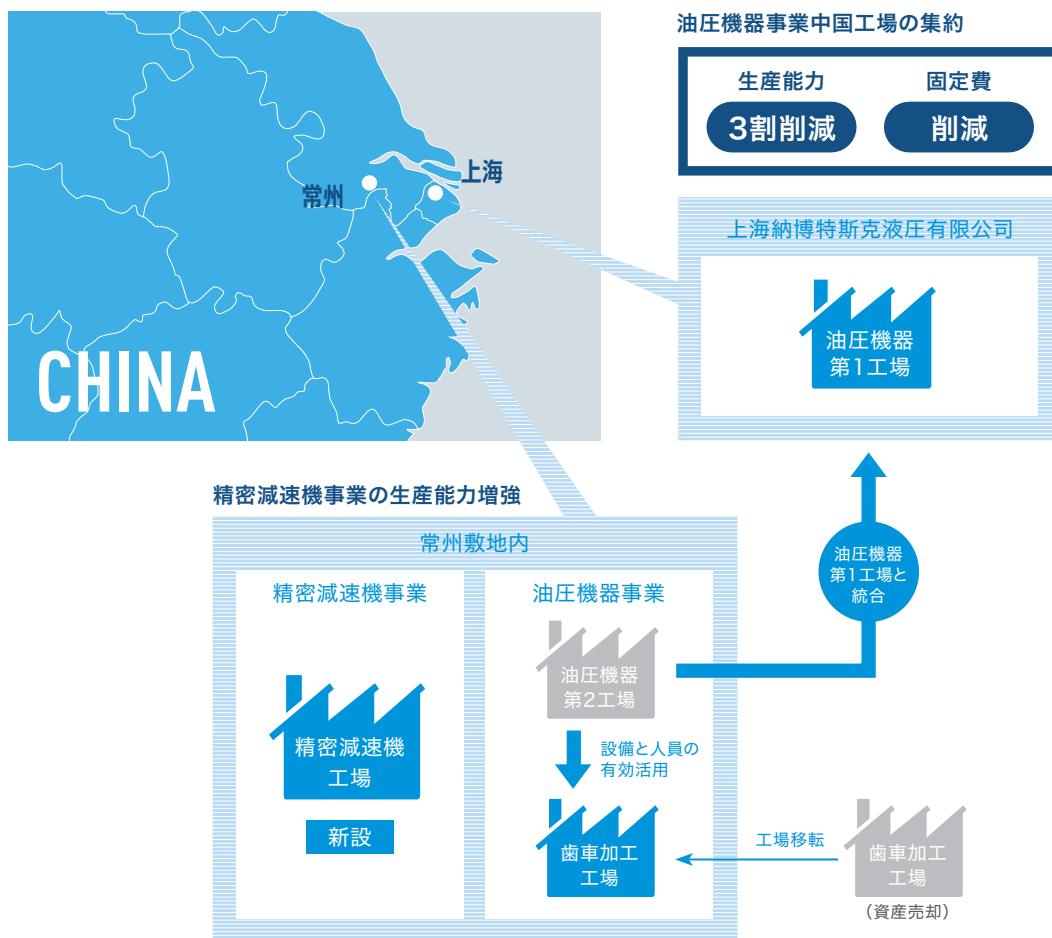 油圧機器事業中国工場の集約
生産能力
3割削減
固定費
削減
常州
上海
CHINA
上海納博特斯克液圧有限公司
油圧機器
第1工場
精密減速機事業の生産能力増強
常州敷地内
精密減速機事業
精密減速機
工場
新設
油圧機器事業
油圧機器
第2工場
設備と人員の
有効活用
歯車加工
工場
油圧機器
第1工場と
統合
工場移転
歯車加工
工場
（資産売却）